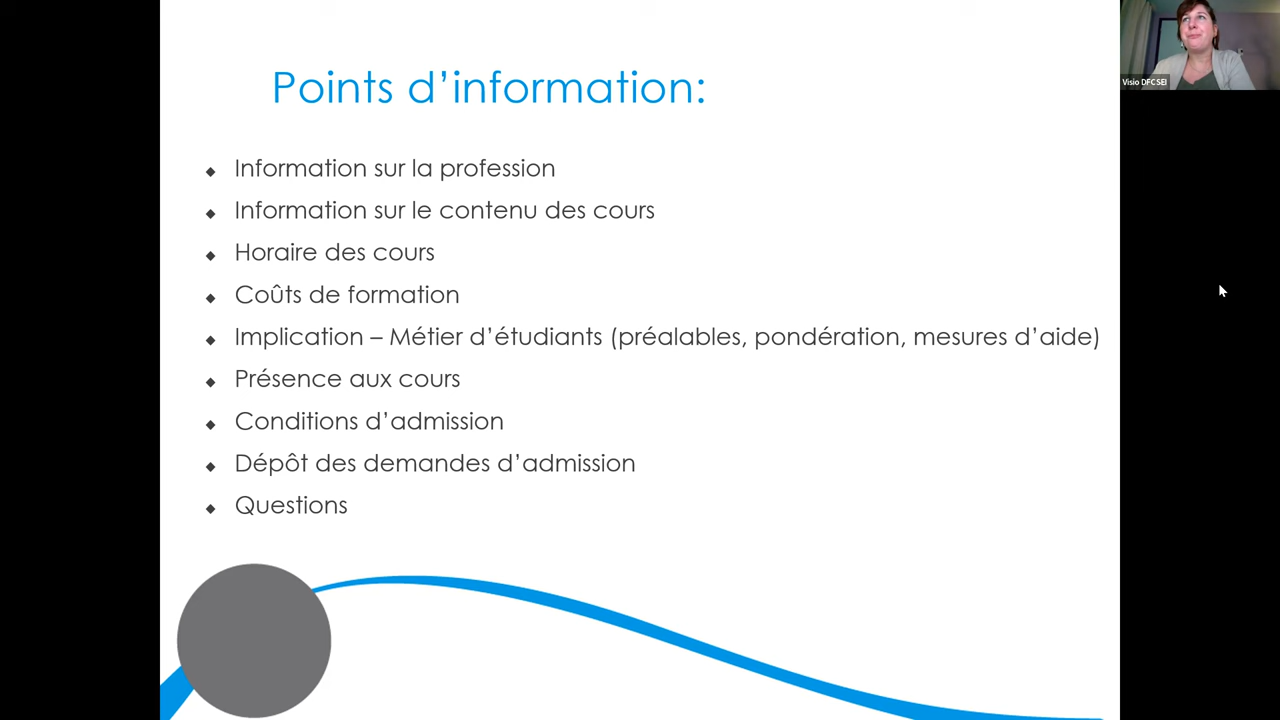 Points d’information:
Visio DFCSEI
◆ Information sur la profession
◆ Information sur le contenu des cours
◆ Horaire des cours
◆ Coûts de formation
◆ Implication – Métier d’étudiants (préalables, pondération, mesures d’aide)
◆ Présence aux cours
◆ Conditions d’admission
◆ Dépôt des demandes d’admission
◆ Questions